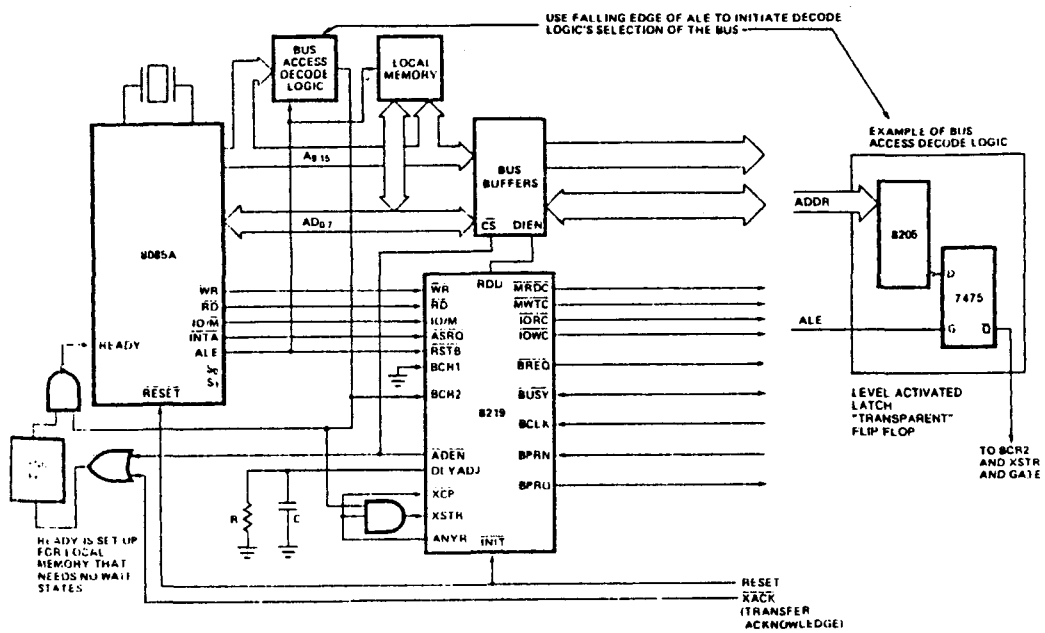 USE FALLING EDGE OF ALE TO INITIATE DECODE
LOGIC'S SELECTION OF THE BUS
BUS
ACCESS
DECODE
LOGIC
LOCAL
MEMORY
EXAMPLE OF BUS
ACCESS DECODE LOGIC
A8-15
BUS
BUFFERS
CS DIEN
AD0-7
8085A
ADDR
8205
D
7475
G Q
ALE
RDD
WR
RD
IO/M
INTA
ALE
S0
S1
READY
RESET
WR
RD
IO/M
ASRQ
RSTB
BCR1
BCR2
8219
ADEN
DLYADJ
XCP
XSTR
ANYR
INIT
MRDC
MWTC
IORC
IOWC
BREQ
BUSY
BCLK
BPRN
BPRO
R
C
LEVEL ACTIVATED
LATCH
"TRANSPARENT"
FLIP FLOP
TO BCR2
AND XSTR
AND GATE
READY IS SET UP
FOR LOCAL
MEMORY THAT
NEEDS NO WAIT
STATES
RESET
XACK
(TRANSFER
ACKNOWLEDGE)